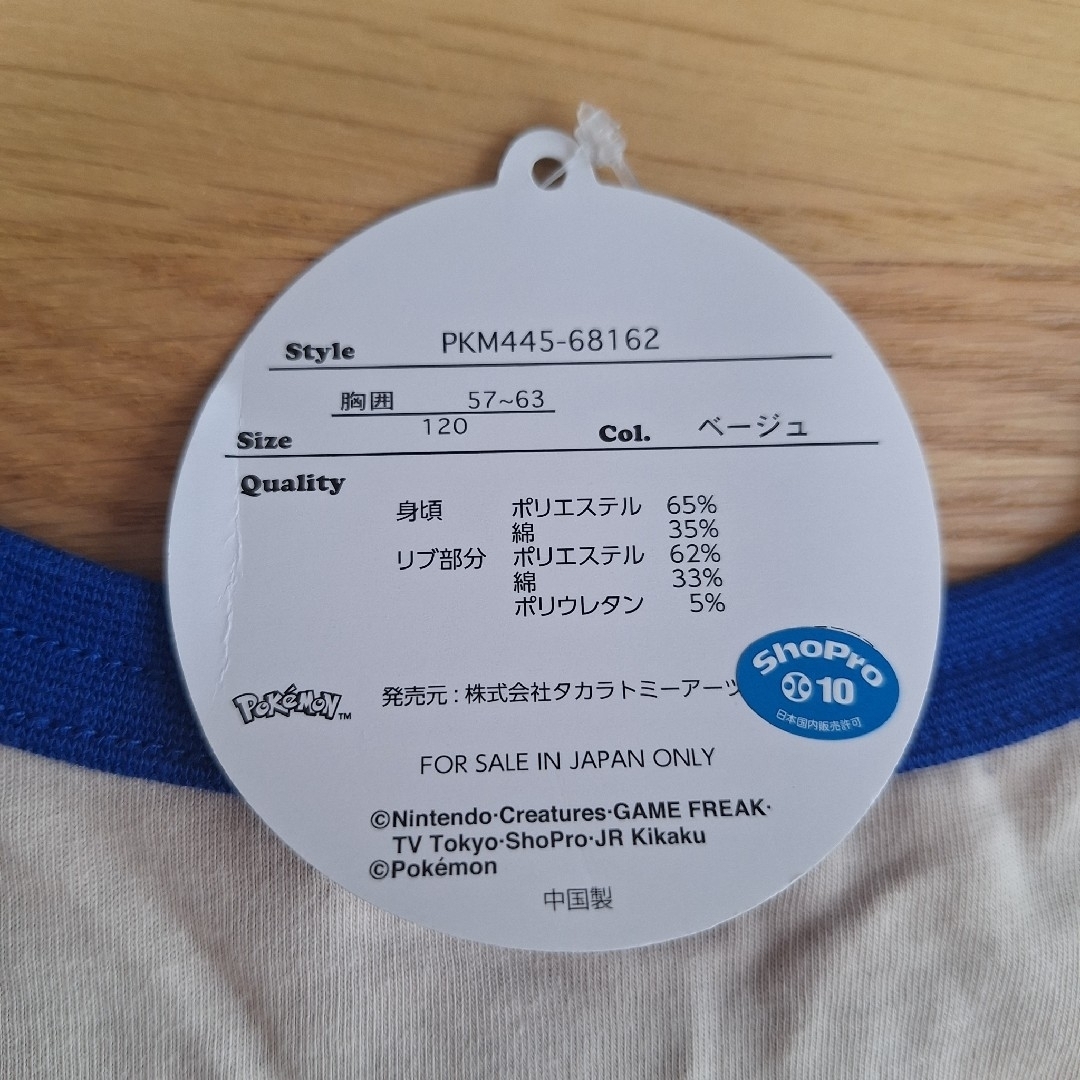 Style PKM445-68162
胸囲 57~63
Size 120 Col. ベージュ
Quality
身頃 ポリエステル 65%
綿 35%
リブ部分 ポリエステル 62%
綿 33%
ポリウレタン 5%
ShoPro
10
日本国内販売許可
POKéMON™ 発売元:株式会社タカラトミーアーツ
FOR SALE IN JAPAN ONLY
©Nintendo·Creatures·GAME FREAK·
TV Tokyo·ShoPro·JR Kikaku
©Pokémon
中国製